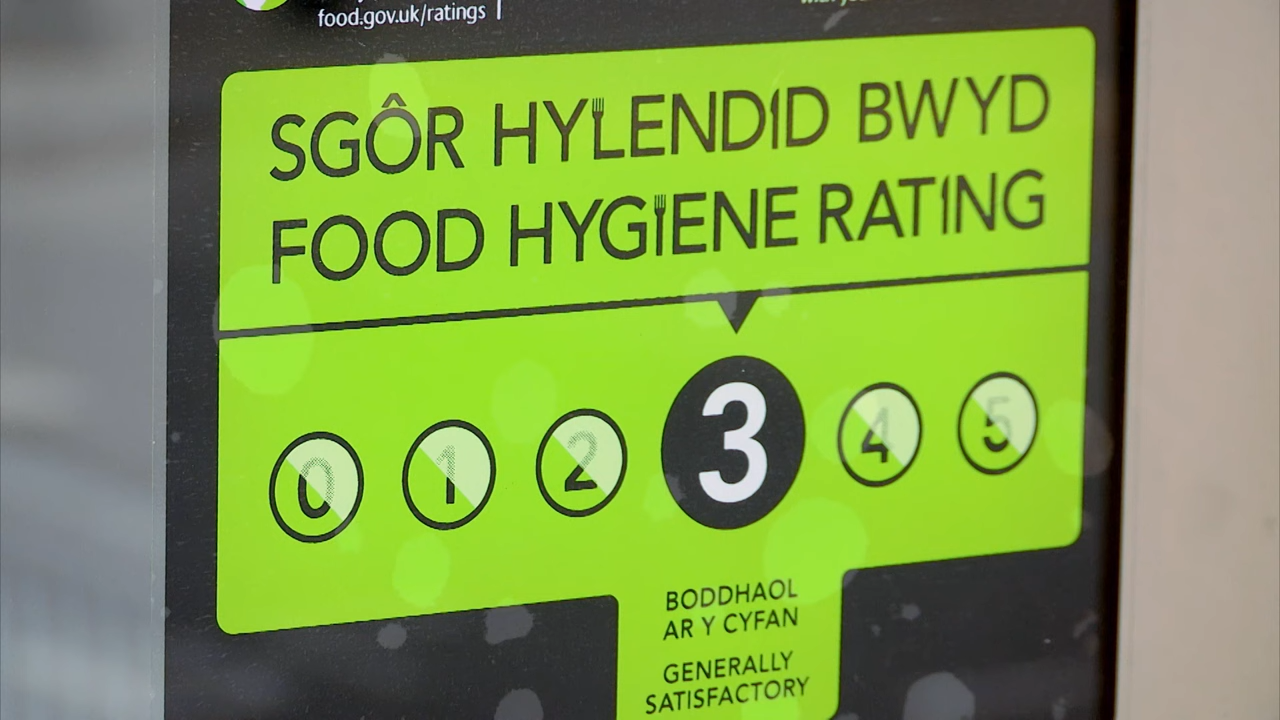 food.gov.uk/ratings
SGÔR HYLENDID BWYD
FOOD HYGIENE RATING
0 1 2 3 4 5
BODDHAOL
AR Y CYFAN
GENERALLY
SATISFACTORY